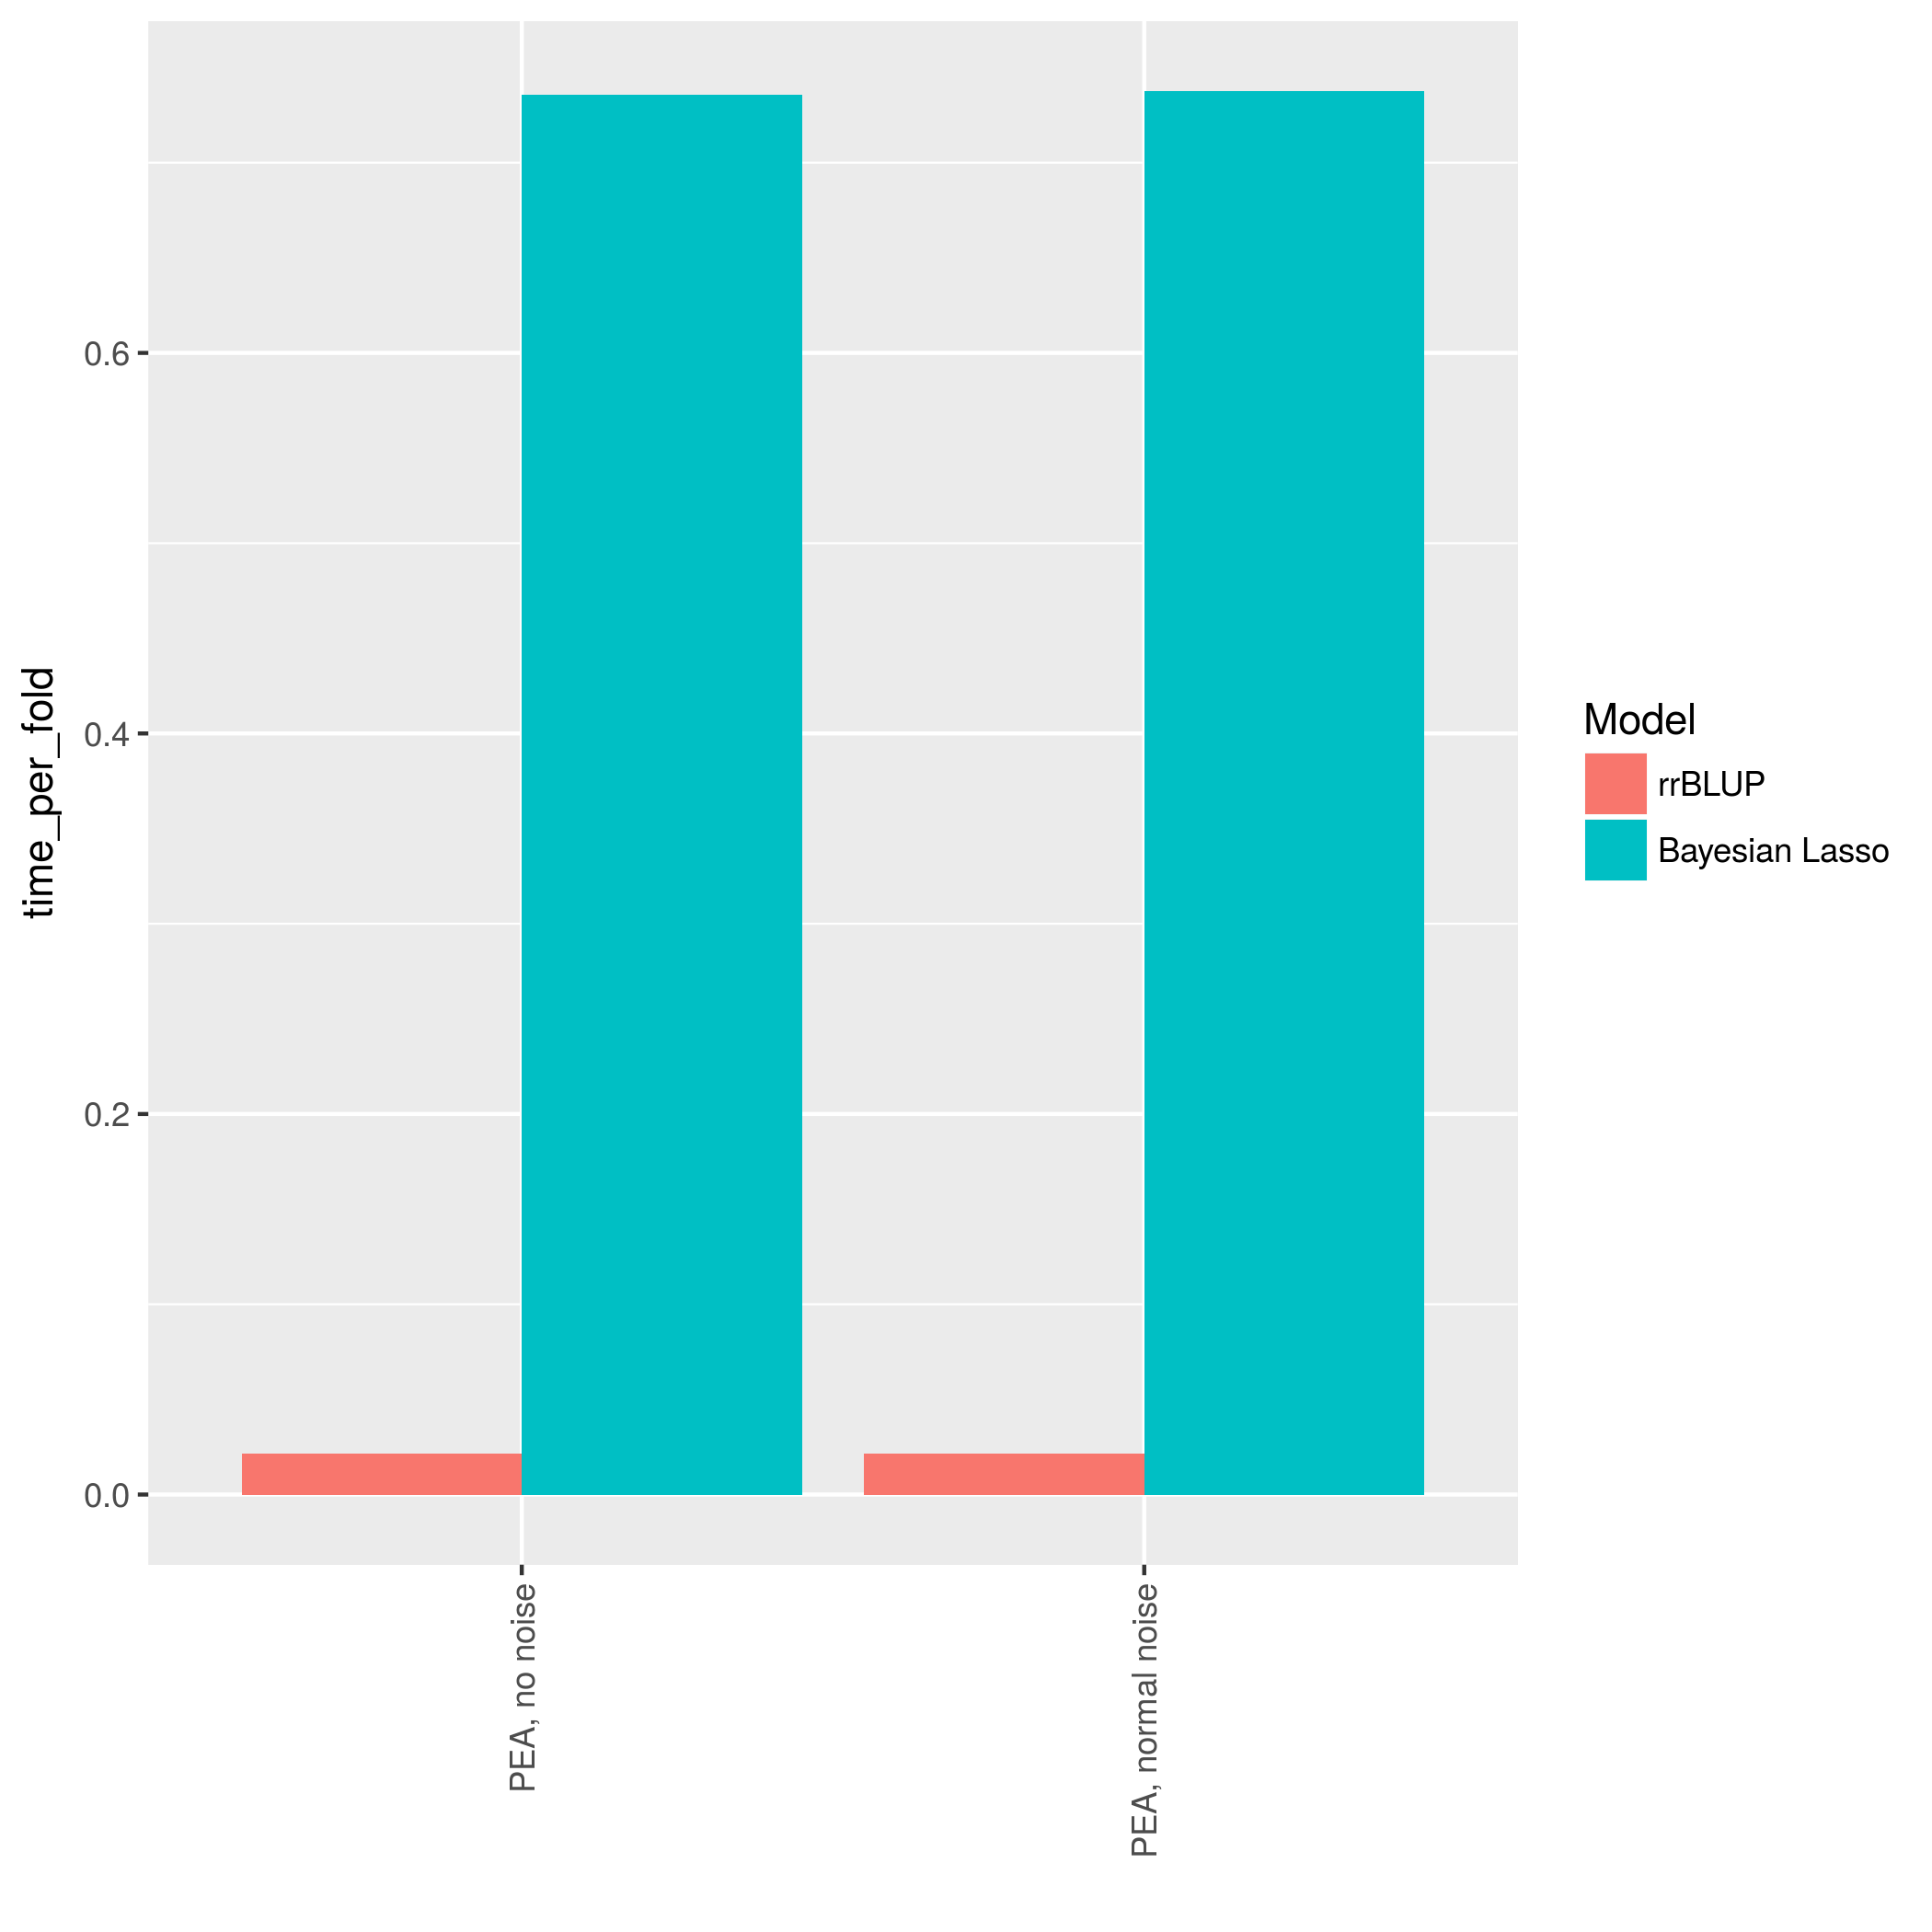 time_per_fold
0.6
0.4
0.2
0.0
PEA, no noise
PEA, normal noise
Model
rrBLUP
Bayesian Lasso